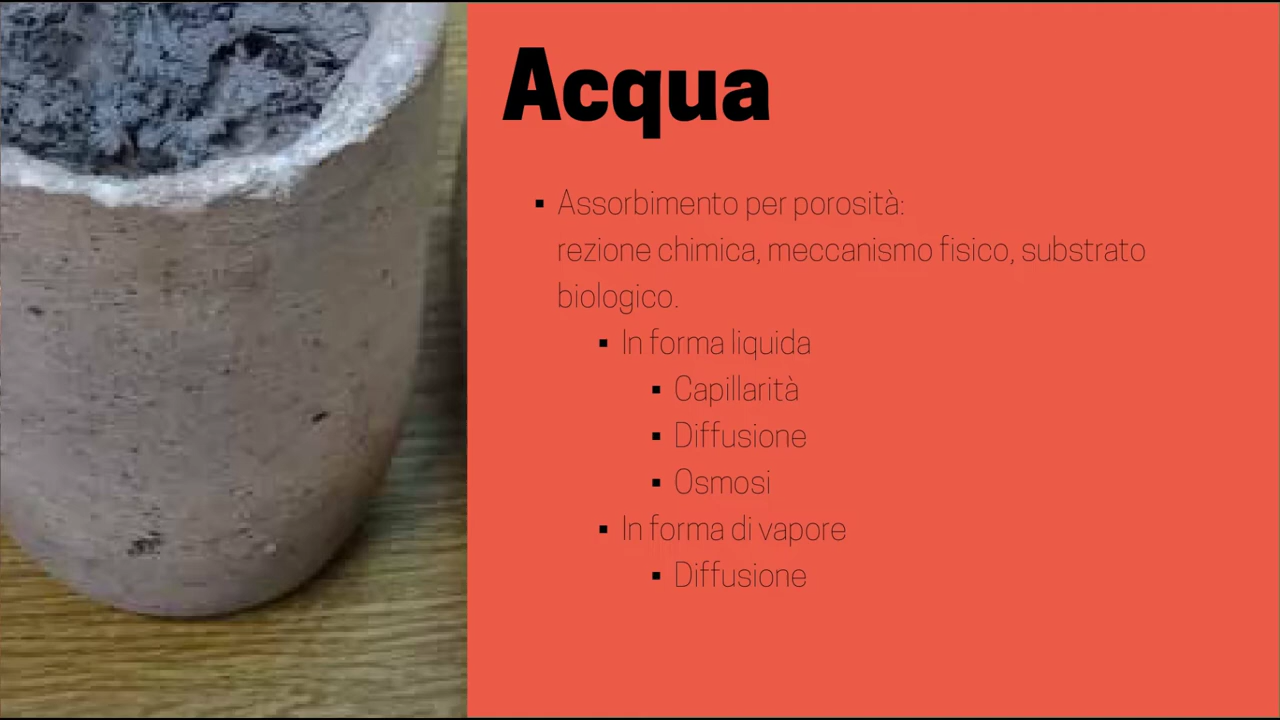 Acqua
▪ Assorbimento per porosità:
rezione chimica, meccanismo fisico, substrato
biologico.
▪ In forma liquida
▪ Capillarità
▪ Diffusione
▪ Osmosi
▪ In forma di vapore
▪ Diffusione